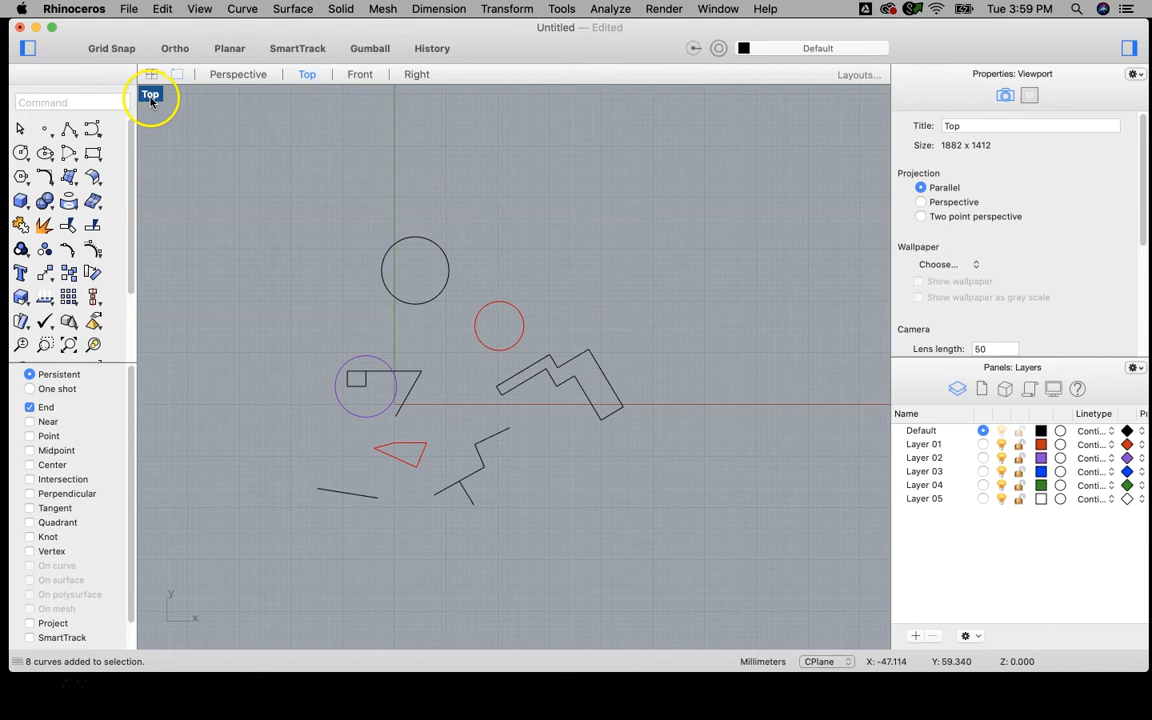 Rhinoceros File Edit View Curve Surface Solid Mesh Dimension Transform Tools Analyze Render Window Help Tue 3:59 PM
Untitled — Edited
Grid Snap Ortho Planar SmartTrack Gumball History Default
Perspective Top Front Right Layouts... Properties: Viewport
Top
Command
Title: Top
Size: 1882 x 1412
Projection
Parallel
Perspective
Two point perspective
Wallpaper
Choose...
Show wallpaper
Show wallpaper as gray scale
Camera
Lens length: 50
Panels: Layers
Name Linetype
Default Conti...
Layer 01 Conti...
Layer 02 Conti...
Layer 03 Conti...
Layer 04 Conti...
Layer 05 Conti...
Persistent
One shot
End
Near
Point
Midpoint
Center
Intersection
Perpendicular
Tangent
Quadrant
Knot
Vertex
On curve
On surface
On polysurface
On mesh
Project
SmartTrack
y
x
8 curves added to selection. Millimeters CPlane X: -47.114 Y: 59.340 Z: 0.000